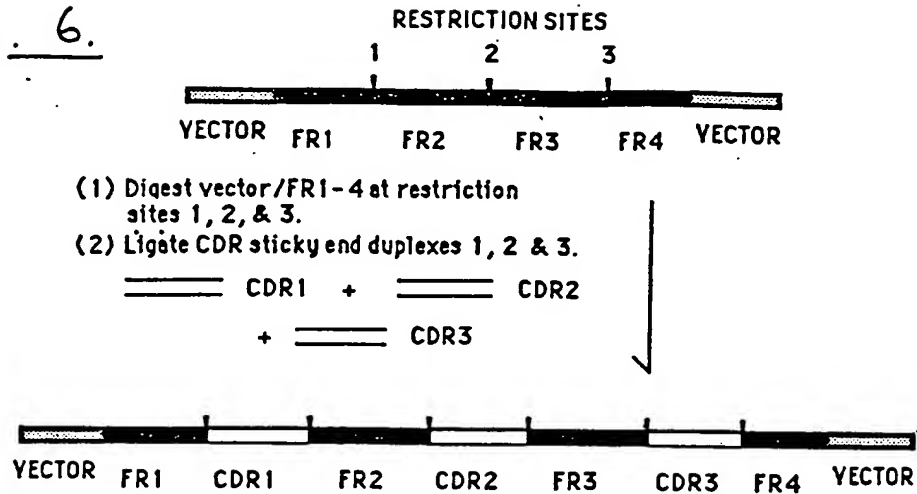 . 6.
RESTRICTION SITES
1 2 3
VECTOR FR1 FR2 FR3 FR4 VECTOR
(1) Digest vector/FR1-4 at restriction
sites 1, 2, & 3.
(2) Ligate CDR sticky end duplexes 1, 2 & 3.
CDR1 + CDR2
+ CDR3
VECTOR FR1 CDR1 FR2 CDR2 FR3 CDR3 FR4 VECTOR